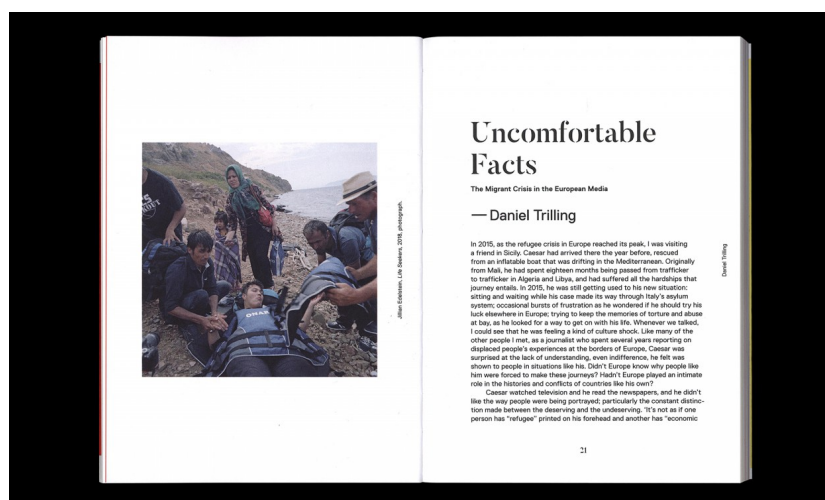 Jillian Edelstein, Life Seekers, 2018, photograph.
Uncomfortable
Facts
The Migrant Crisis in the European Media
— Daniel Trilling
In 2015, as the refugee crisis in Europe reached its peak, I was visiting
a friend in Sicily. Caesar had arrived there the year before, rescued
from an inflatable boat that was drifting in the Mediterranean. Originally
from Mali, he had spent eighteen months being passed from trafficker
to trafficker in Algeria and Libya, and had suffered all the hardships that
journey entails. In 2015, he was still getting used to his new situation:
sitting and waiting while his case made its way through Italy's asylum
system; occasional bursts of frustration as he wondered if he should try his
luck elsewhere in Europe; trying to keep the memories of torture and abuse
at bay, as he looked for a way to get on with his life. Whenever we talked,
I could see that he was feeling a kind of culture shock. Like many of the
other people I met, as a journalist who spent several years reporting on
displaced people's experiences at the borders of Europe, Caesar was
surprised at the lack of understanding, even indifference, he felt was
shown to people in situations like his. Didn't Europe know why people like
him were forced to make these journeys? Hadn't Europe played an intimate
role in the histories and conflicts of countries like his own?
Caesar watched television and he read the newspapers, and he didn't
like the way people were being portrayed; particularly the constant distinc-
tion made between the deserving and the undeserving. 'It's not as if one
person has "refugee" printed on his forehead and another has "economic
Daniel Trilling
21